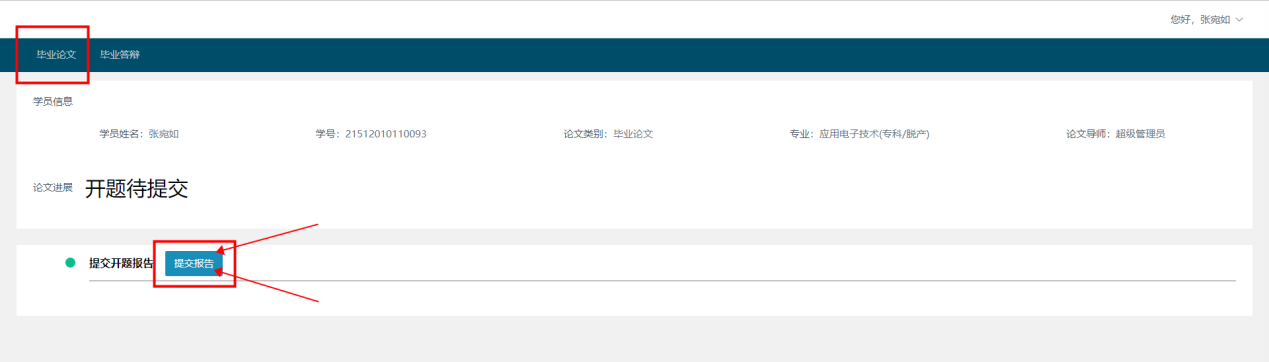 您好，张宛如
毕业论文 毕业答辩
学员信息
学员姓名：张宛如 学号：21512010110093 论文类别：毕业论文 专业：应用电子技术(专科/脱产) 论文导师：超级管理员
论文进展 开题待提交
提交开题报告 提交报告